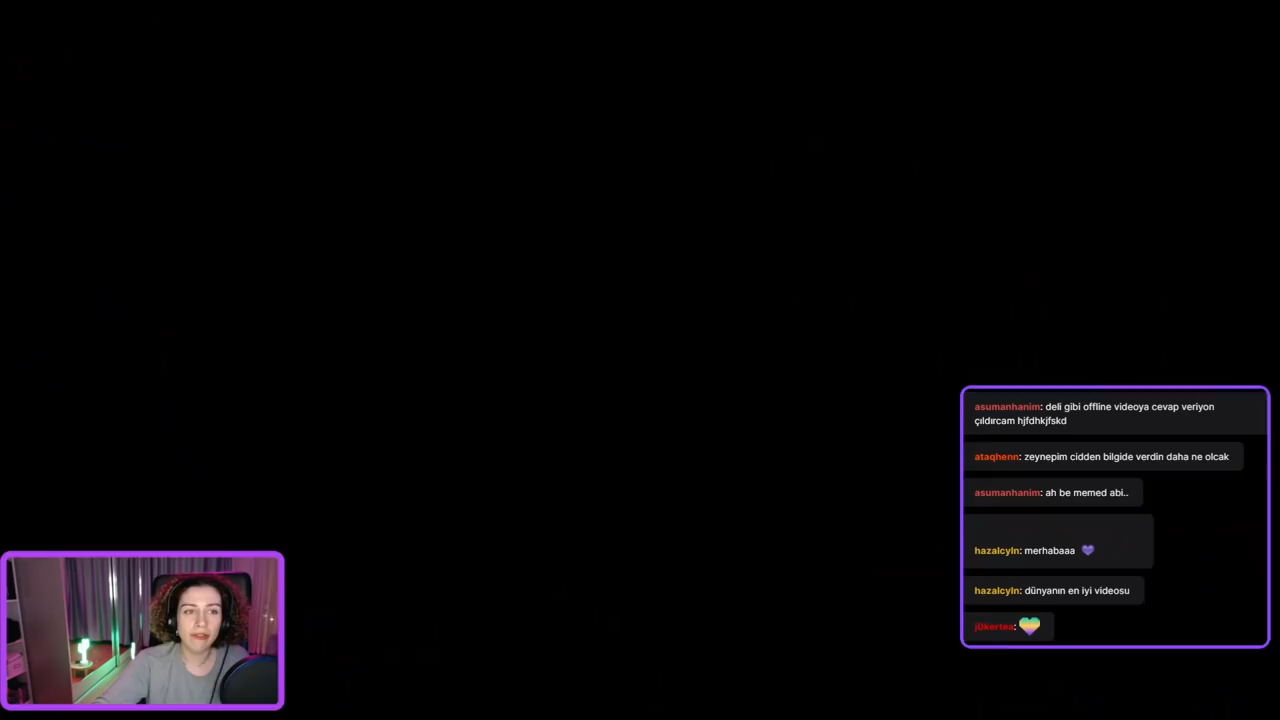 asumanhanim: deli gibi offline videoya cevap veriyon
çıldırcam hjfdhkjfskd
ataqhenn: zeynepim cidden bilgide verdin daha ne olcak
asumanhanim: ah be memed abi..
hazalcyln: merhabaaa
hazalcyln: dünyanın en iyi videosu
j0kertea: